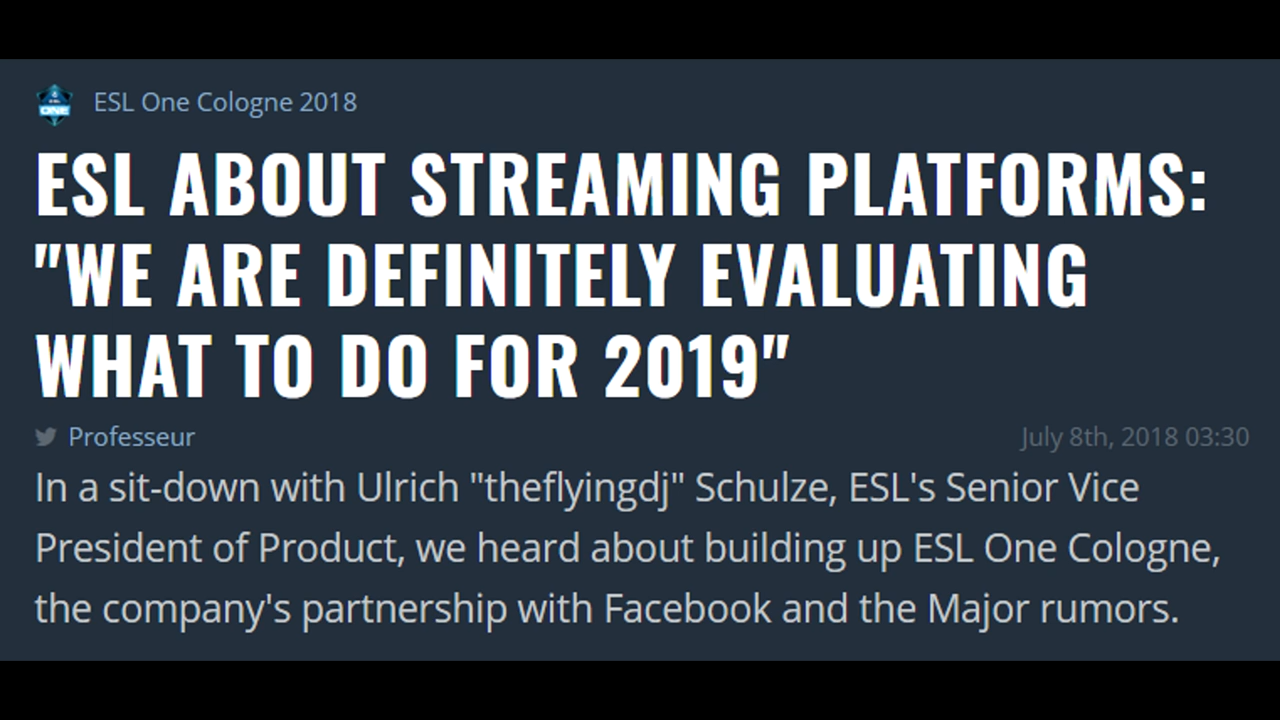 ESL One Cologne 2018
ESL ABOUT STREAMING PLATFORMS:
"WE ARE DEFINITELY EVALUATING
WHAT TO DO FOR 2019"
Professeur July 8th, 2018 03:30
In a sit-down with Ulrich "theflyingdj" Schulze, ESL's Senior Vice
President of Product, we heard about building up ESL One Cologne,
the company's partnership with Facebook and the Major rumors.